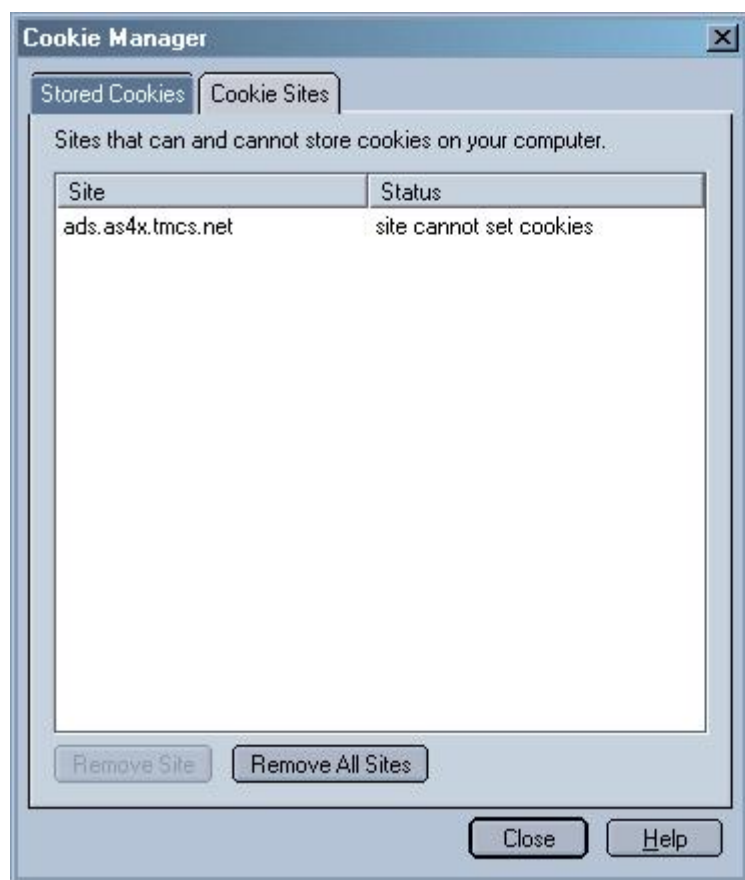 Cookie Manager
Stored Cookies Cookie Sites
Sites that can and cannot store cookies on your computer.
Site Status
ads.as4x.tmcs.net site cannot set cookies
Remove Site Remove All Sites
Close Help